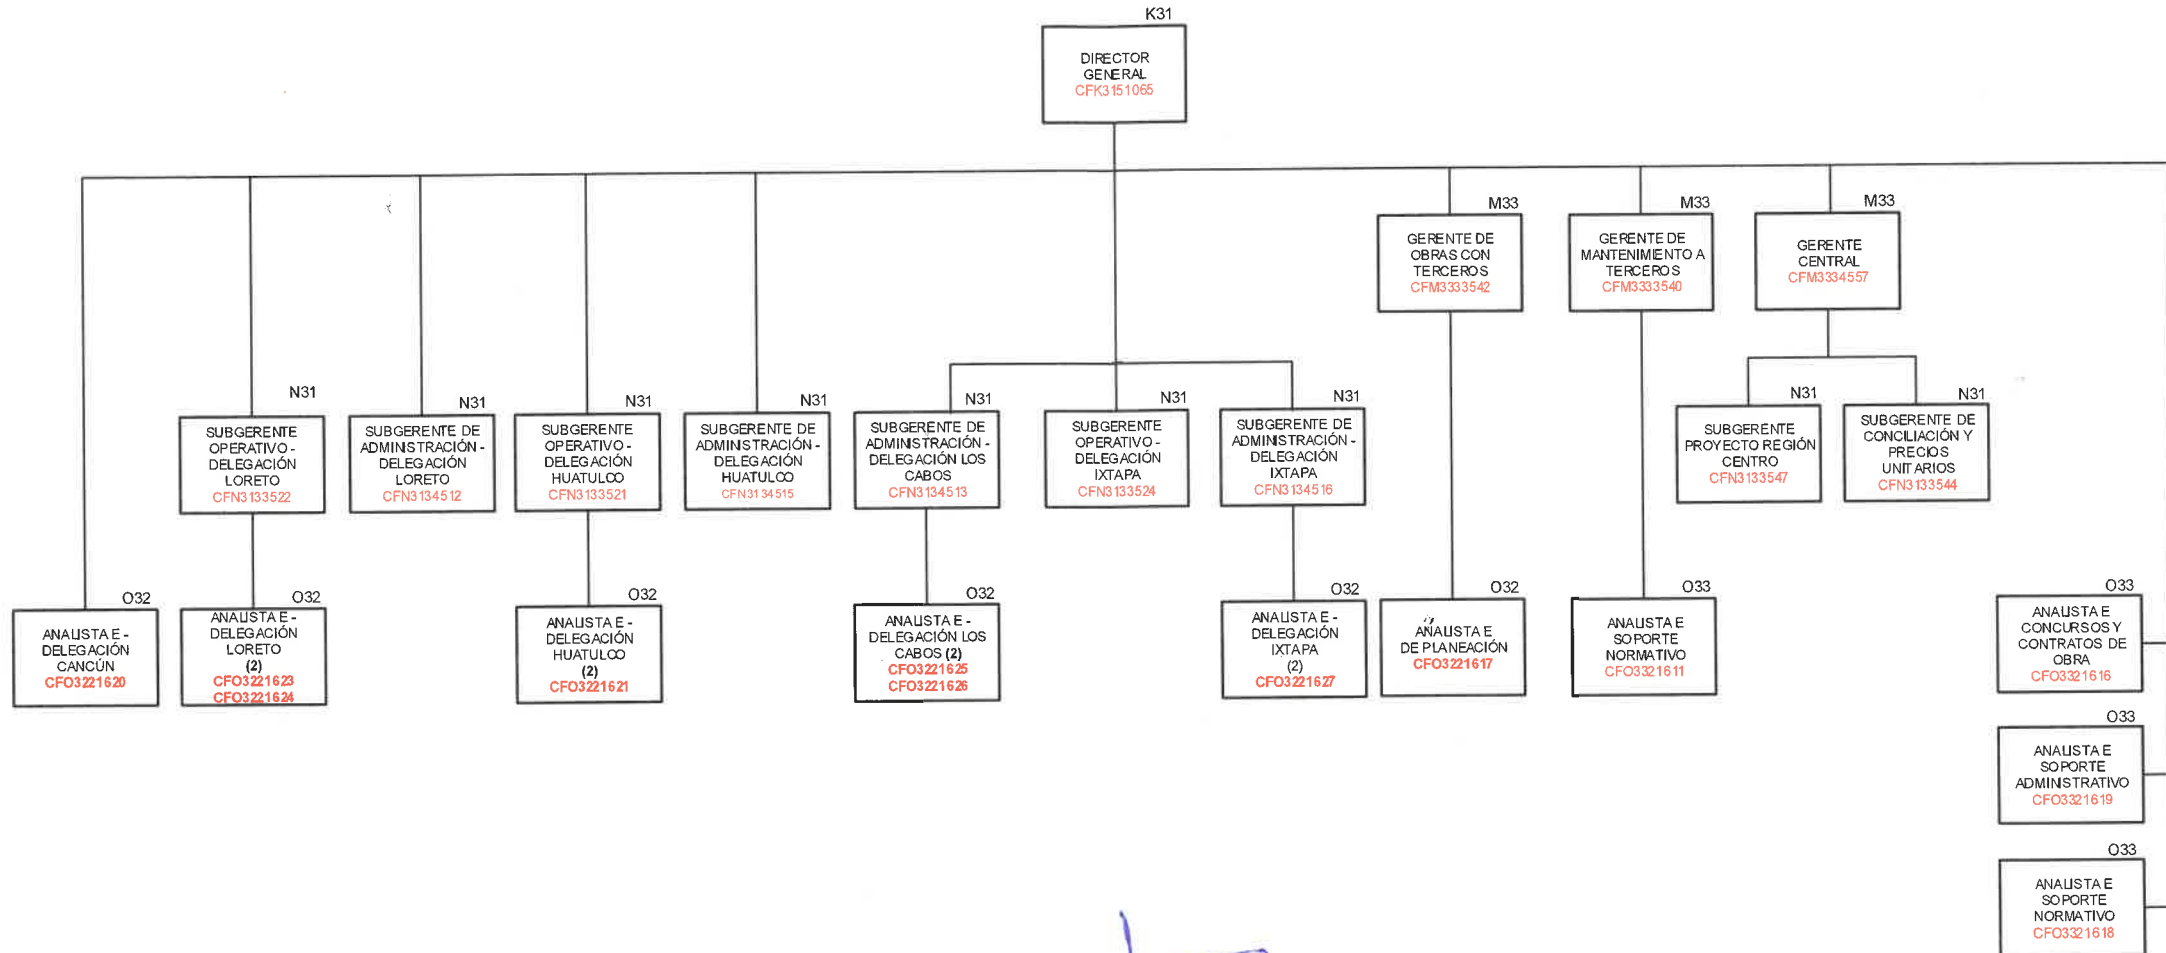 K31
DIRECTOR
GENERAL
CFK3151065
M33
GERENTE DE
OBRAS CON
TERCEROS
CFM3333542
M33
GERENTE DE
MANTENIMIENTO A
TERCEROS
CFM3333540
M33
GERENTE
CENTRAL
CFM3334557
N31
SUBGERENTE
OPERATIVO -
DELEGACIÓN
LORETO
CFN3133522
N31
SUBGERENTE DE
ADMINISTRACIÓN -
DELEGACIÓN
LORETO
CFN3134512
N31
SUBGERENTE
OPERATIVO -
DELEGACIÓN
HUATULCO
CFN3133521
N31
SUBGERENTE DE
ADMINISTRACIÓN -
DELEGACIÓN
HUATULCO
CFN3134515
N31
SUBGERENTE DE
ADMINISTRACIÓN -
DELEGACIÓN LOS
CABOS
CFN3134513
N31
SUBGERENTE
OPERATIVO -
DELEGACIÓN
IXTAPA
CFN3133524
N31
SUBGERENTE DE
ADMINISTRACIÓN -
DELEGACIÓN
IXTAPA
CFN3134516
N31
SUBGERENTE
PROYECTO REGIÓN
CENTRO
CFN3133547
N31
SUBGERENTE DE
CONCILIACIÓN Y
PRECIOS
UNITARIOS
CFN3133544
O32
ANALISTA E -
DELEGACIÓN
CANCÚN
CFO3221620
O32
ANALISTA E -
DELEGACIÓN
LORETO
(2)
CFO3221623
CFO3221624
O32
ANALISTA E -
DELEGACIÓN
HUATULCO
(2)
CFO3221621
O32
ANALISTA E -
DELEGACIÓN LOS
CABOS (2)
CFO3221625
CFO3221626
O32
ANALISTA E -
DELEGACIÓN
IXTAPA
(2)
CFO3221627
O32
ANALISTA E
DE PLANEACIÓN
CFO3221617
O33
ANALISTA E
SOPORTE
NORMATIVO
CFO3321611
O33
ANALISTA E
CONCURSOS Y
CONTRATOS DE
OBRA
CFO3321616
O33
ANALISTA E
SOPORTE
ADMINISTRATIVO
CFO3321619
O33
ANALISTA E
SOPORTE
NORMATIVO
CFO3321618